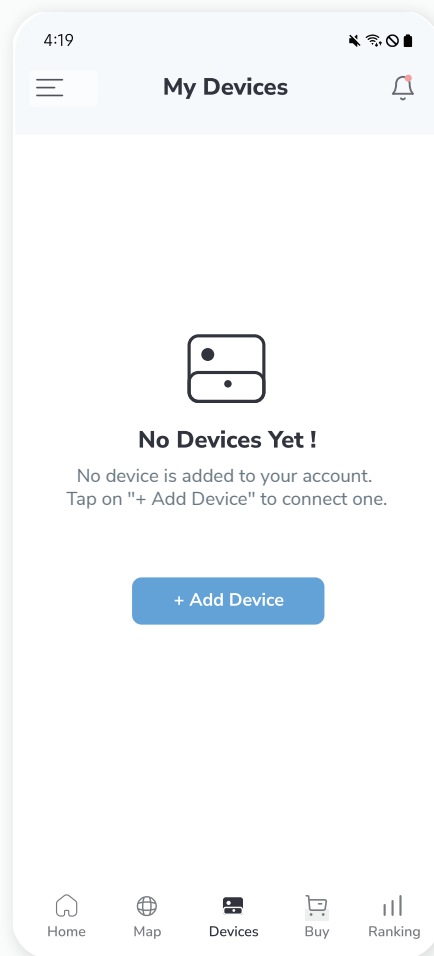 4:19
My Devices
No Devices Yet !
No device is added to your account.
Tap on "+ Add Device" to connect one.
+ Add Device
Home Map Devices Buy Ranking